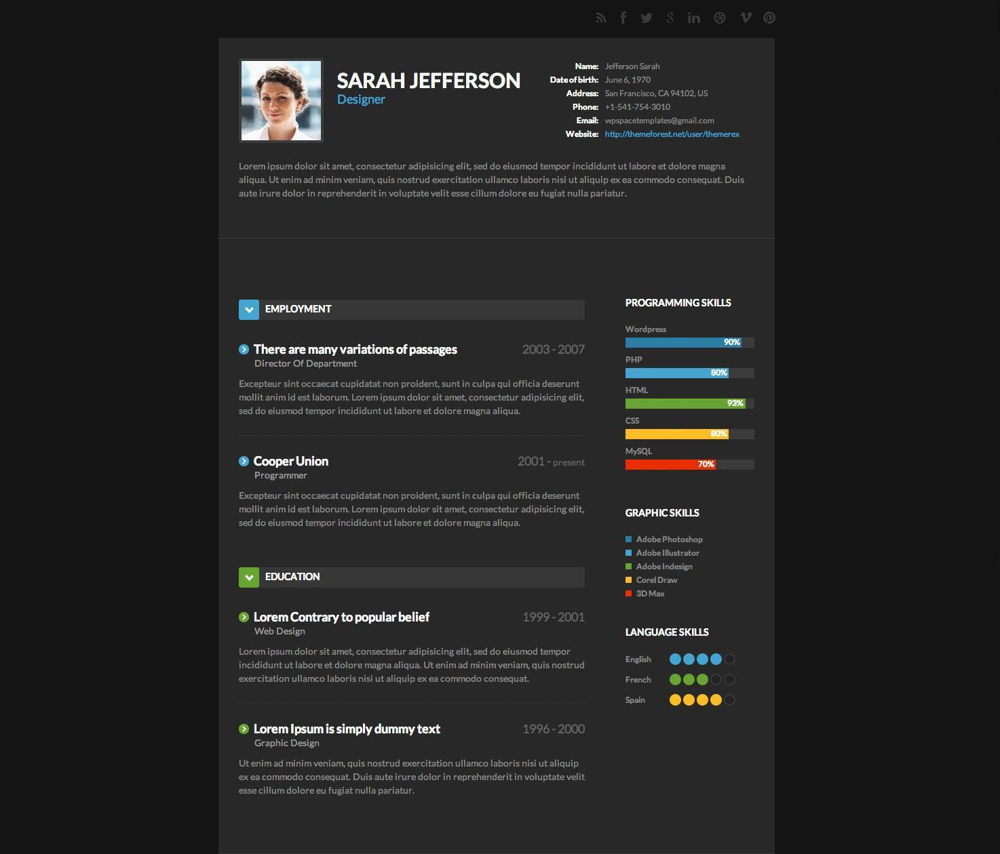 SARAH JEFFERSON
Designer
Name: Jefferson Sarah
Date of birth: June 6, 1970
Address: San Francisco, CA 94102, US
Phone: +1-541-754-3010
Email: wpspacetemplates@gmail.com
Website: http://themeforest.net/user/themerex
Lorem ipsum dolor sit amet, consectetur adipisicing elit, sed do eiusmod tempor incididunt ut labore et dolore magna
aliqua. Ut enim ad minim veniam, quis nostrud exercitation ullamco laboris nisi ut aliquip ex ea commodo consequat. Duis
aute irure dolor in reprehenderit in voluptate velit esse cillum dolore eu fugiat nulla pariatur.
EMPLOYMENT
There are many variations of passages 2003 - 2007
Director Of Department
Excepteur sint occaecat cupidatat non proident, sunt in culpa qui officia deserunt
mollit anim id est laborum. Lorem ipsum dolor sit amet, consectetur adipisicing elit,
sed do eiusmod tempor incididunt ut labore et dolore magna aliqua.
Cooper Union 2001 - present
Programmer
Excepteur sint occaecat cupidatat non proident, sunt in culpa qui officia deserunt
mollit anim id est laborum. Lorem ipsum dolor sit amet, consectetur adipisicing elit,
sed do eiusmod tempor incididunt ut labore et dolore magna aliqua.
EDUCATION
Lorem Contrary to popular belief 1999 - 2001
Web Design
Lorem ipsum dolor sit amet, consectetur adipisicing elit, sed do eiusmod tempor
incididunt ut labore et dolore magna aliqua. Ut enim ad minim veniam, quis nostrud
exercitation ullamco laboris nisi ut aliquip ex ea commodo consequat.
Lorem Ipsum is simply dummy text 1996 - 2000
Graphic Design
Ut enim ad minim veniam, quis nostrud exercitation ullamco laboris nisi ut aliquip
ex ea commodo consequat. Duis aute irure dolor in reprehenderit in voluptate velit
esse cillum dolore eu fugiat nulla pariatur.
PROGRAMMING SKILLS
Wordpress
90%
PHP
80%
HTML
93%
CSS
80%
MySQL
70%
GRAPHIC SKILLS
Adobe Photoshop
Adobe Illustrator
Adobe Indesign
Corel Draw
3D Max
LANGUAGE SKILLS
English
French
Spain